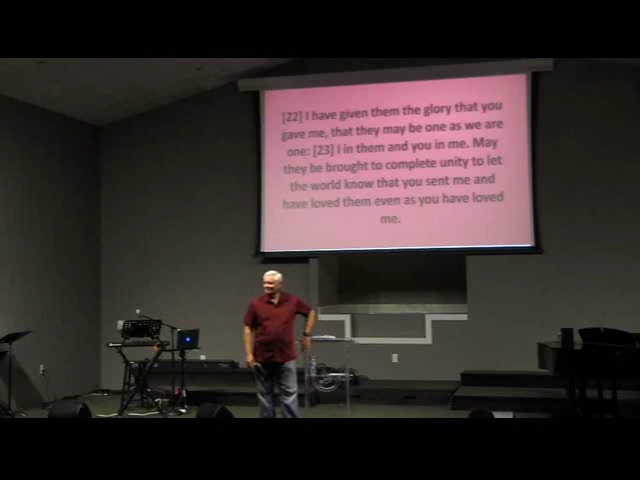 [22] I have given them the glory that you
gave me, that they may be one as we are
one: [23] I in them and you in me. May
they be brought to complete unity to let
the world know that you sent me and
have loved them even as you have loved
me.